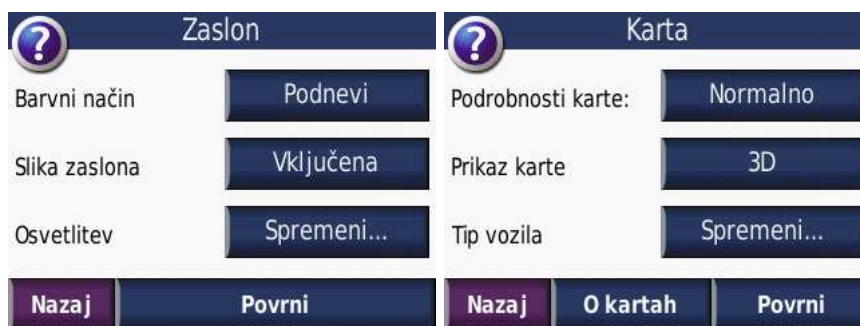 Zaslon
Barvni način
Podnevi
Slika zaslona
Vključena
Osvetlitev
Spremeni...
Nazaj
Povrni
Karta
Podrobnosti karte:
Normalno
Prikaz karte
3D
Tip vozila
Spremeni...
Nazaj
O kartah
Povrni